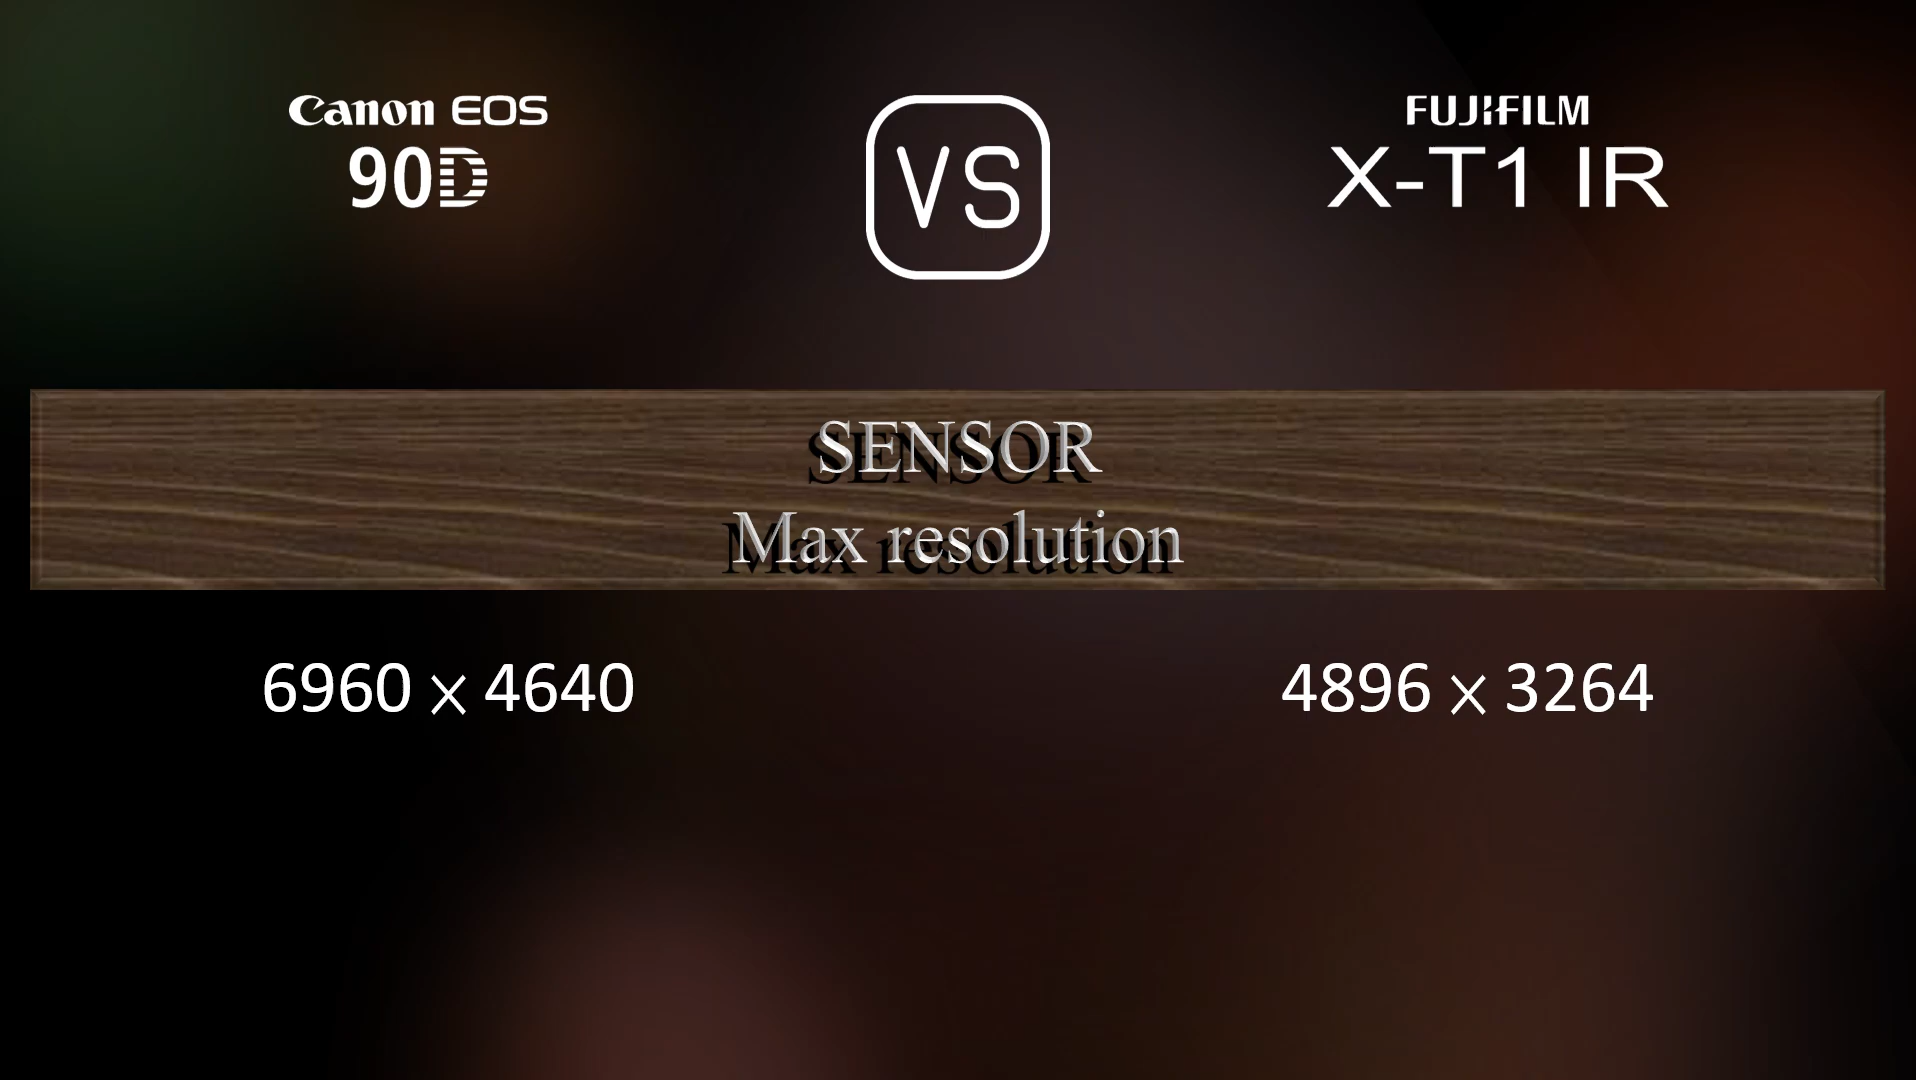 Canon EOS
90D
VS
FUJIFILM
X-T1 IR
SENSOR
Max resolution
6960 x 4640
4896 x 3264